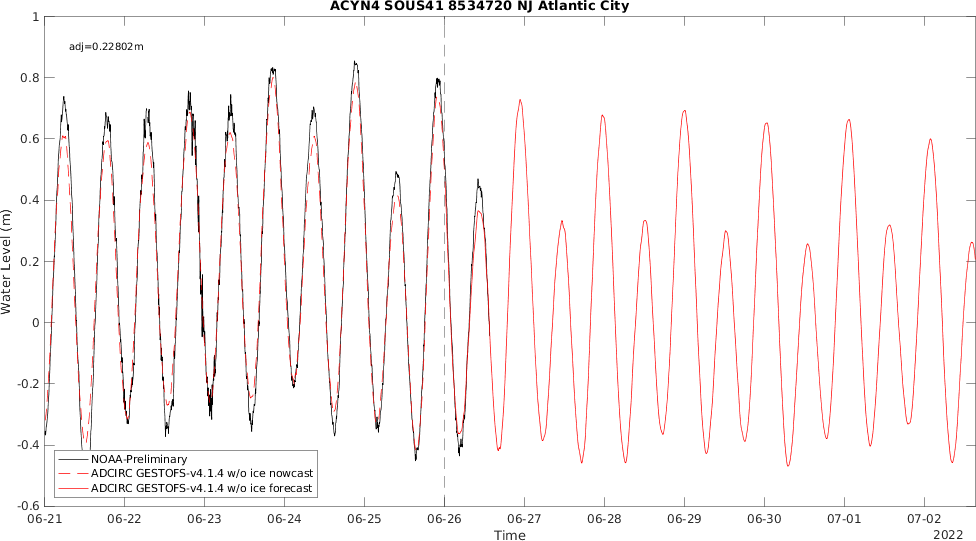 ACYN4 SOUS41 8534720 NJ Atlantic City
adj=0.22802m
Water Level (m)
1
0.8
0.6
0.4
0.2
0
-0.2
-0.4
-0.6
NOAA-Preliminary
ADCIRC GESTOFS-v4.1.4 w/o ice nowcast
ADCIRC GESTOFS-v4.1.4 w/o ice forecast
06-21 06-22 06-23 06-24 06-25 06-26 06-27 06-28 06-29 06-30 07-01 07-02
Time
2022